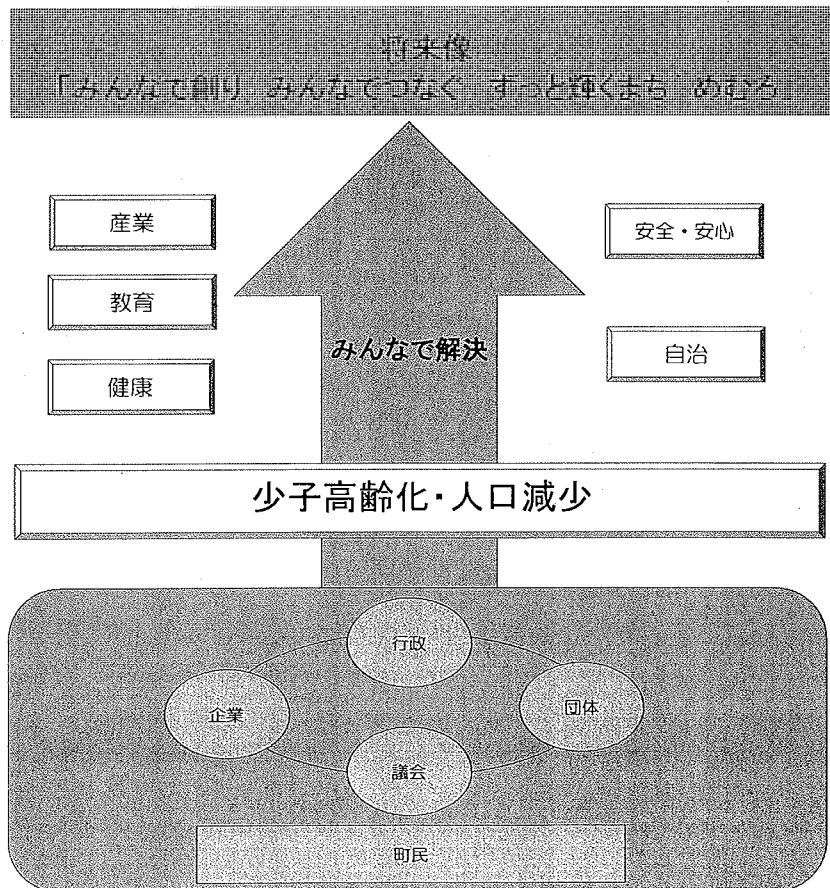 将来像
「みんなで創り みんなでつなぐ ずっと輝くまち めむろ」
産業
安全・安心
教育
みんなで解決
自治
健康
少子高齢化・人口減少
行政
企業
団体
議会
町民